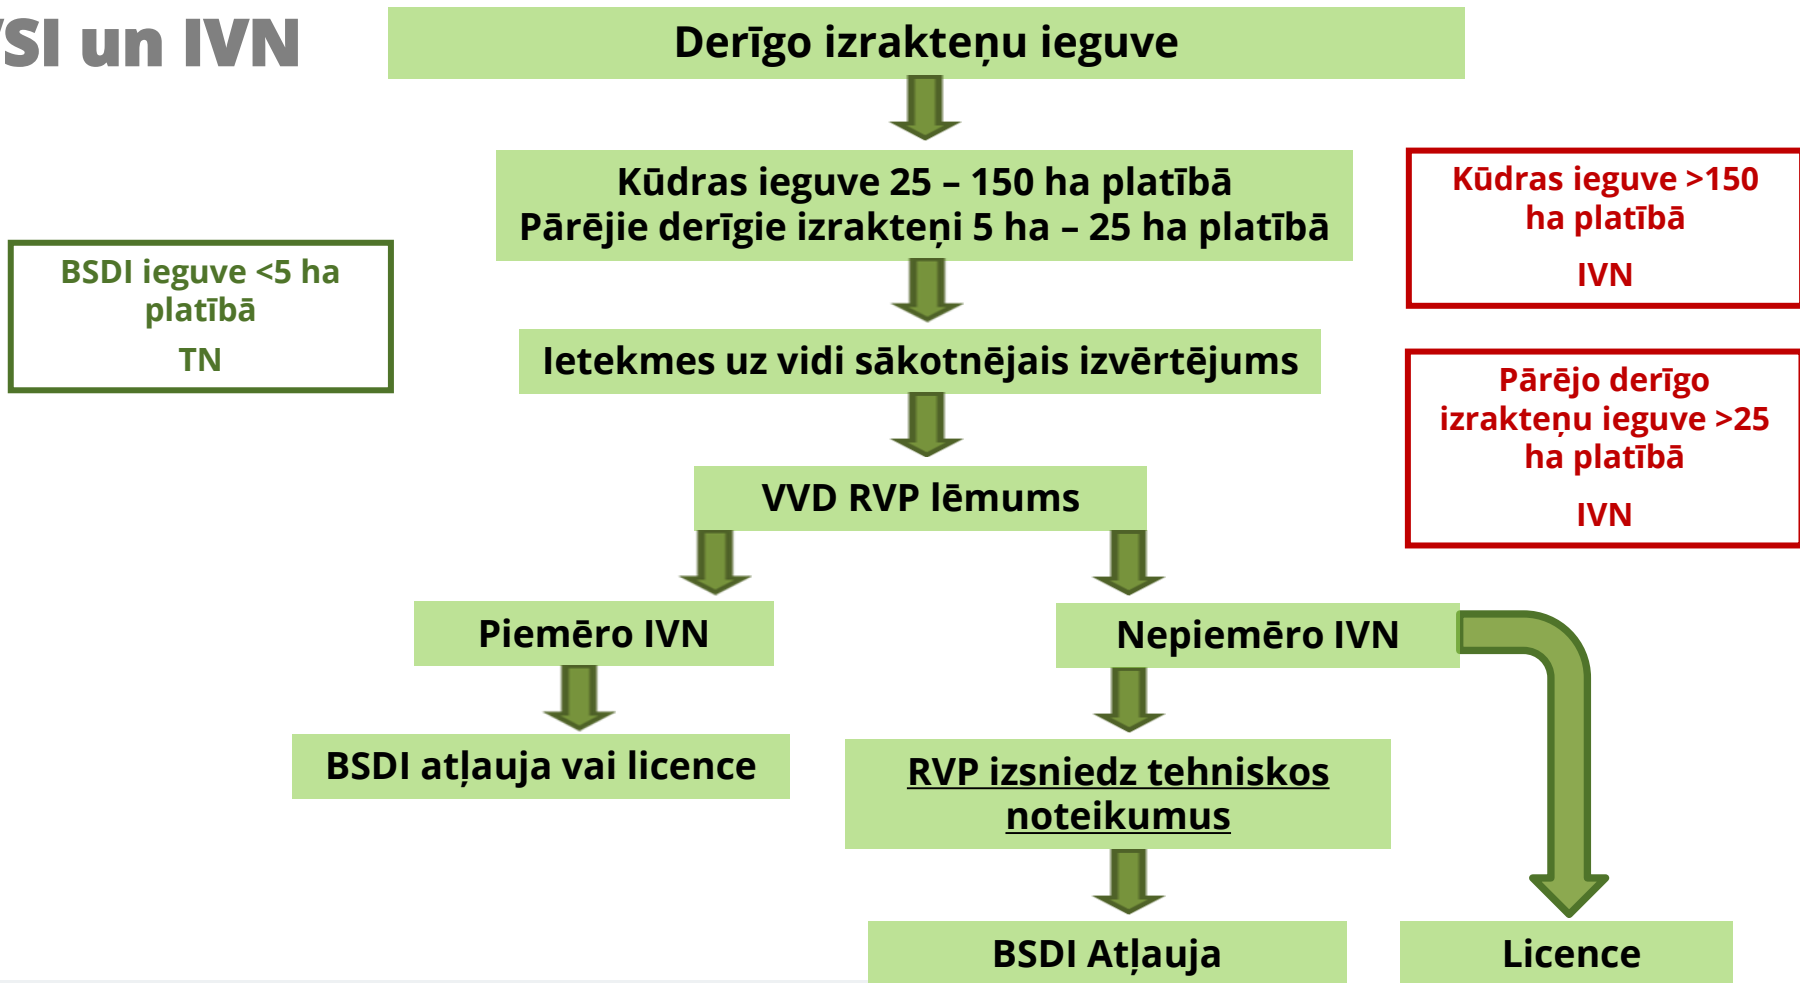 un IVN
Derīgo izrakteņu ieguve
Kūdras ieguve 25 – 150 ha platībā
Pārējie derīgie izrakteņi 5 ha – 25 ha platībā
Kūdras ieguve >150
ha platībā
IVN
BSDI ieguve <5 ha
platībā
TN
Ietekmes uz vidi sākotnējais izvērtējums
Pārējo derīgo
izrakteņu ieguve >25
ha platībā
IVN
VVD RVP lēmums
Piemēro IVN
Nepiemēro IVN
BSDI atļauja vai licence
RVP izsniedz tehniskos
noteikumus
BSDI Atļauja
Licence